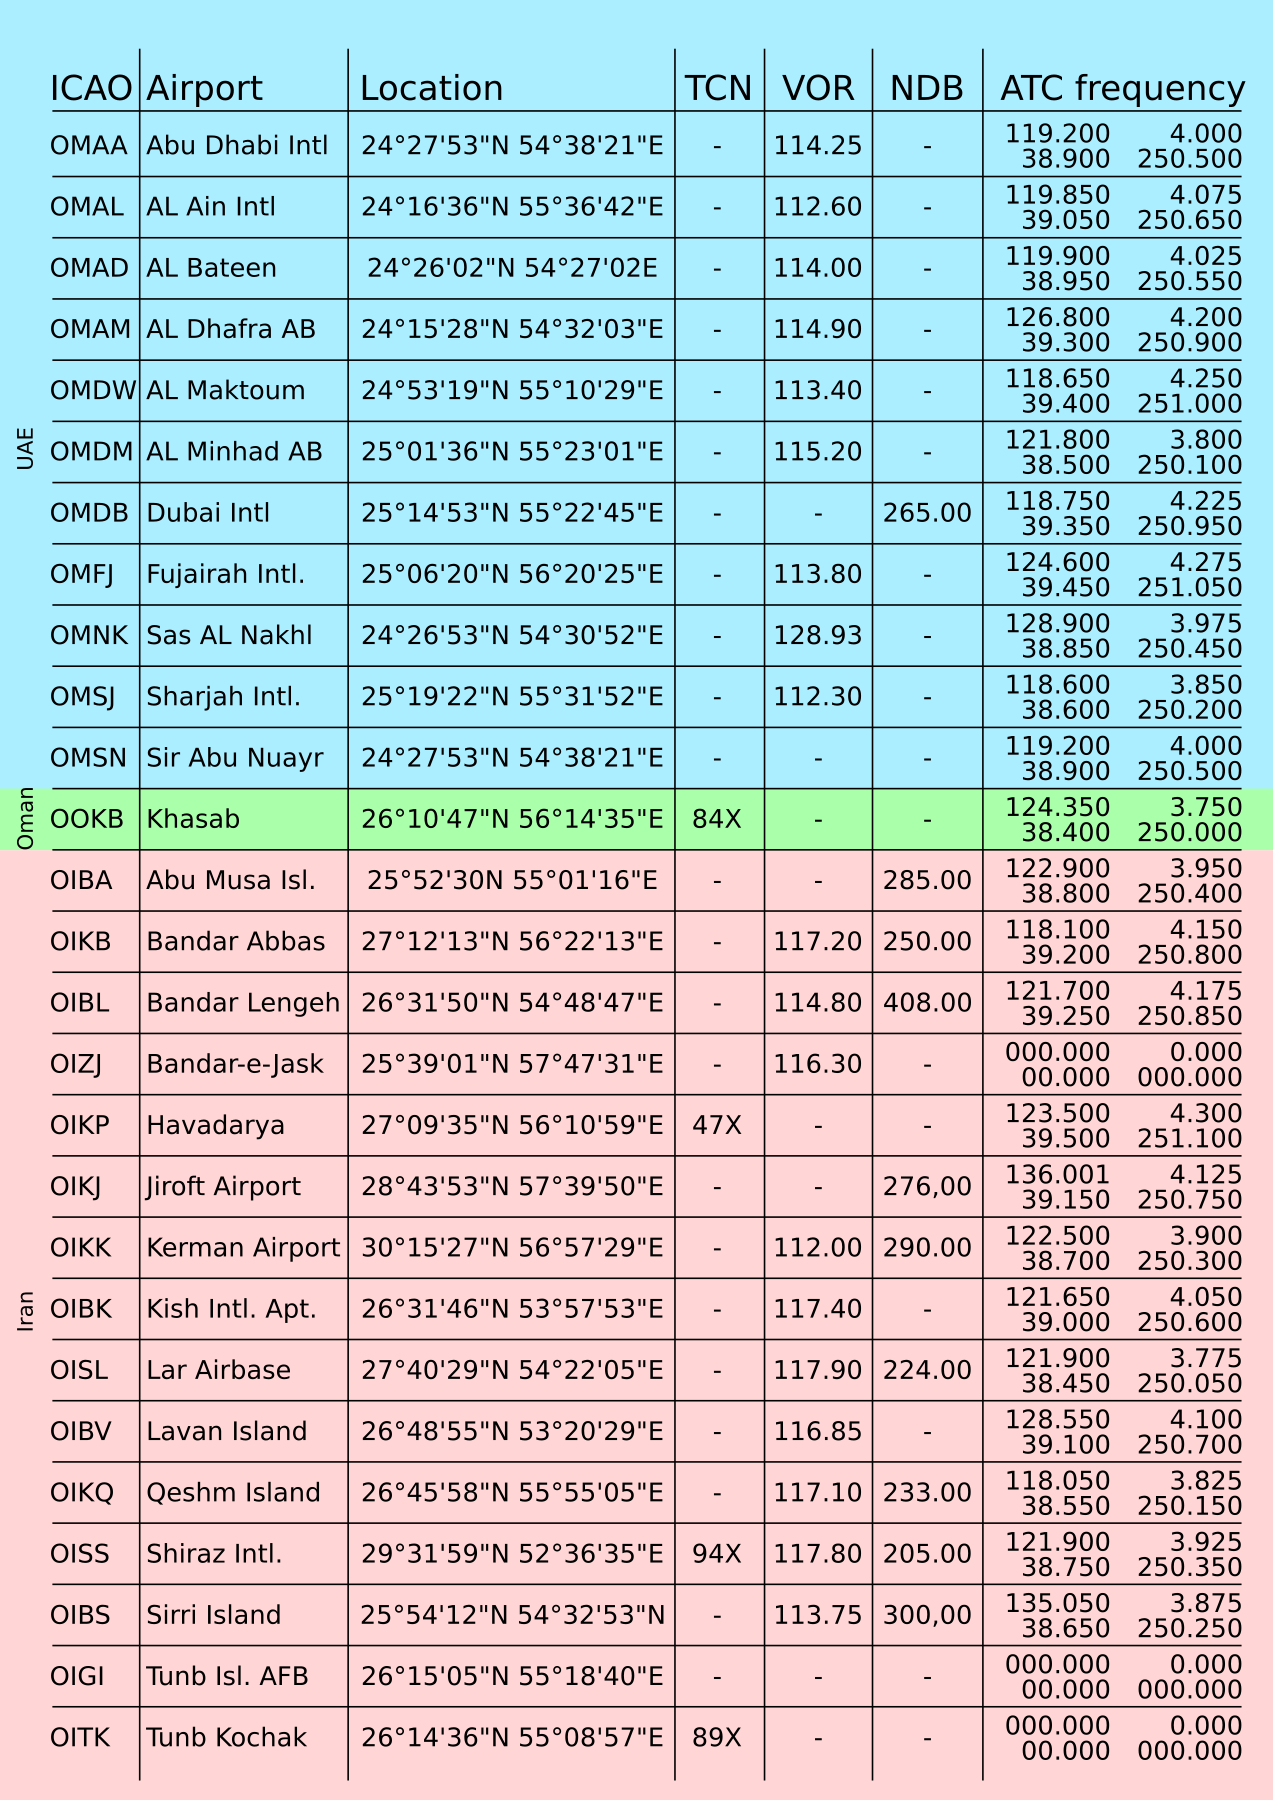 ICAO Airport Location TCN VOR NDB ATC frequency
UAE
OMAA Abu Dhabi Intl 24°27'53"N 54°38'21"E - 114.25 - 119.200 4.000
38.900 250.500
OMAL AL Ain Intl 24°16'36"N 55°36'42"E - 112.60 - 119.850 4.075
39.050 250.650
OMAD AL Bateen 24°26'02"N 54°27'02E - 114.00 - 119.900 4.025
38.950 250.550
OMAM AL Dhafra AB 24°15'28"N 54°32'03"E - 114.90 - 126.800 4.200
39.300 250.900
OMDW AL Maktoum 24°53'19"N 55°10'29"E - 113.40 - 118.650 4.250
39.400 251.000
OMDM AL Minhad AB 25°01'36"N 55°23'01"E - 115.20 - 121.800 3.800
38.500 250.100
OMDB Dubai Intl 25°14'53"N 55°22'45"E - - 265.00 118.750 4.225
39.350 250.950
OMFJ Fujairah Intl. 25°06'20"N 56°20'25"E - 113.80 - 124.600 4.275
39.450 251.050
OMNK Sas AL Nakhl 24°26'53"N 54°30'52"E - 128.93 - 128.900 3.975
38.850 250.450
OMSJ Sharjah Intl. 25°19'22"N 55°31'52"E - 112.30 - 118.600 3.850
38.600 250.200
OMSN Sir Abu Nuayr 24°27'53"N 54°38'21"E - - - 119.200 4.000
38.900 250.500
Oman
OOKB Khasab 26°10'47"N 56°14'35"E 84X - - 124.350 3.750
38.400 250.000
Iran
OIBA Abu Musa Isl. 25°52'30N 55°01'16"E - - 285.00 122.900 3.950
38.800 250.400
OIKB Bandar Abbas 27°12'13"N 56°22'13"E - 117.20 250.00 118.100 4.150
39.200 250.800
OIBL Bandar Lengeh 26°31'50"N 54°48'47"E - 114.80 408.00 121.700 4.175
39.250 250.850
OIZJ Bandar-e-Jask 25°39'01"N 57°47'31"E - 116.30 - 000.000 0.000
00.000 000.000
OIKP Havadarya 27°09'35"N 56°10'59"E 47X - - 123.500 4.300
39.500 251.100
OIKJ Jiroft Airport 28°43'53"N 57°39'50"E - - 276,00 136.001 4.125
39.150 250.750
OIKK Kerman Airport 30°15'27"N 56°57'29"E - 112.00 290.00 122.500 3.900
38.700 250.300
OIBK Kish Intl. Apt. 26°31'46"N 53°57'53"E - 117.40 - 121.650 4.050
39.000 250.600
OISL Lar Airbase 27°40'29"N 54°22'05"E - 117.90 224.00 121.900 3.775
38.450 250.050
OIBV Lavan Island 26°48'55"N 53°20'29"E - 116.85 - 128.550 4.100
39.100 250.700
OIKQ Qeshm Island 26°45'58"N 55°55'05"E - 117.10 233.00 118.050 3.825
38.550 250.150
OISS Shiraz Intl. 29°31'59"N 52°36'35"E 94X 117.80 205.00 121.900 3.925
38.750 250.350
OIBS Sirri Island 25°54'12"N 54°32'53"N - 113.75 300,00 135.050 3.875
38.650 250.250
OIGI Tunb Isl. AFB 26°15'05"N 55°18'40"E - - - 000.000 0.000
00.000 000.000
OITK Tunb Kochak 26°14'36"N 55°08'57"E 89X - - 000.000 0.000
00.000 000.000